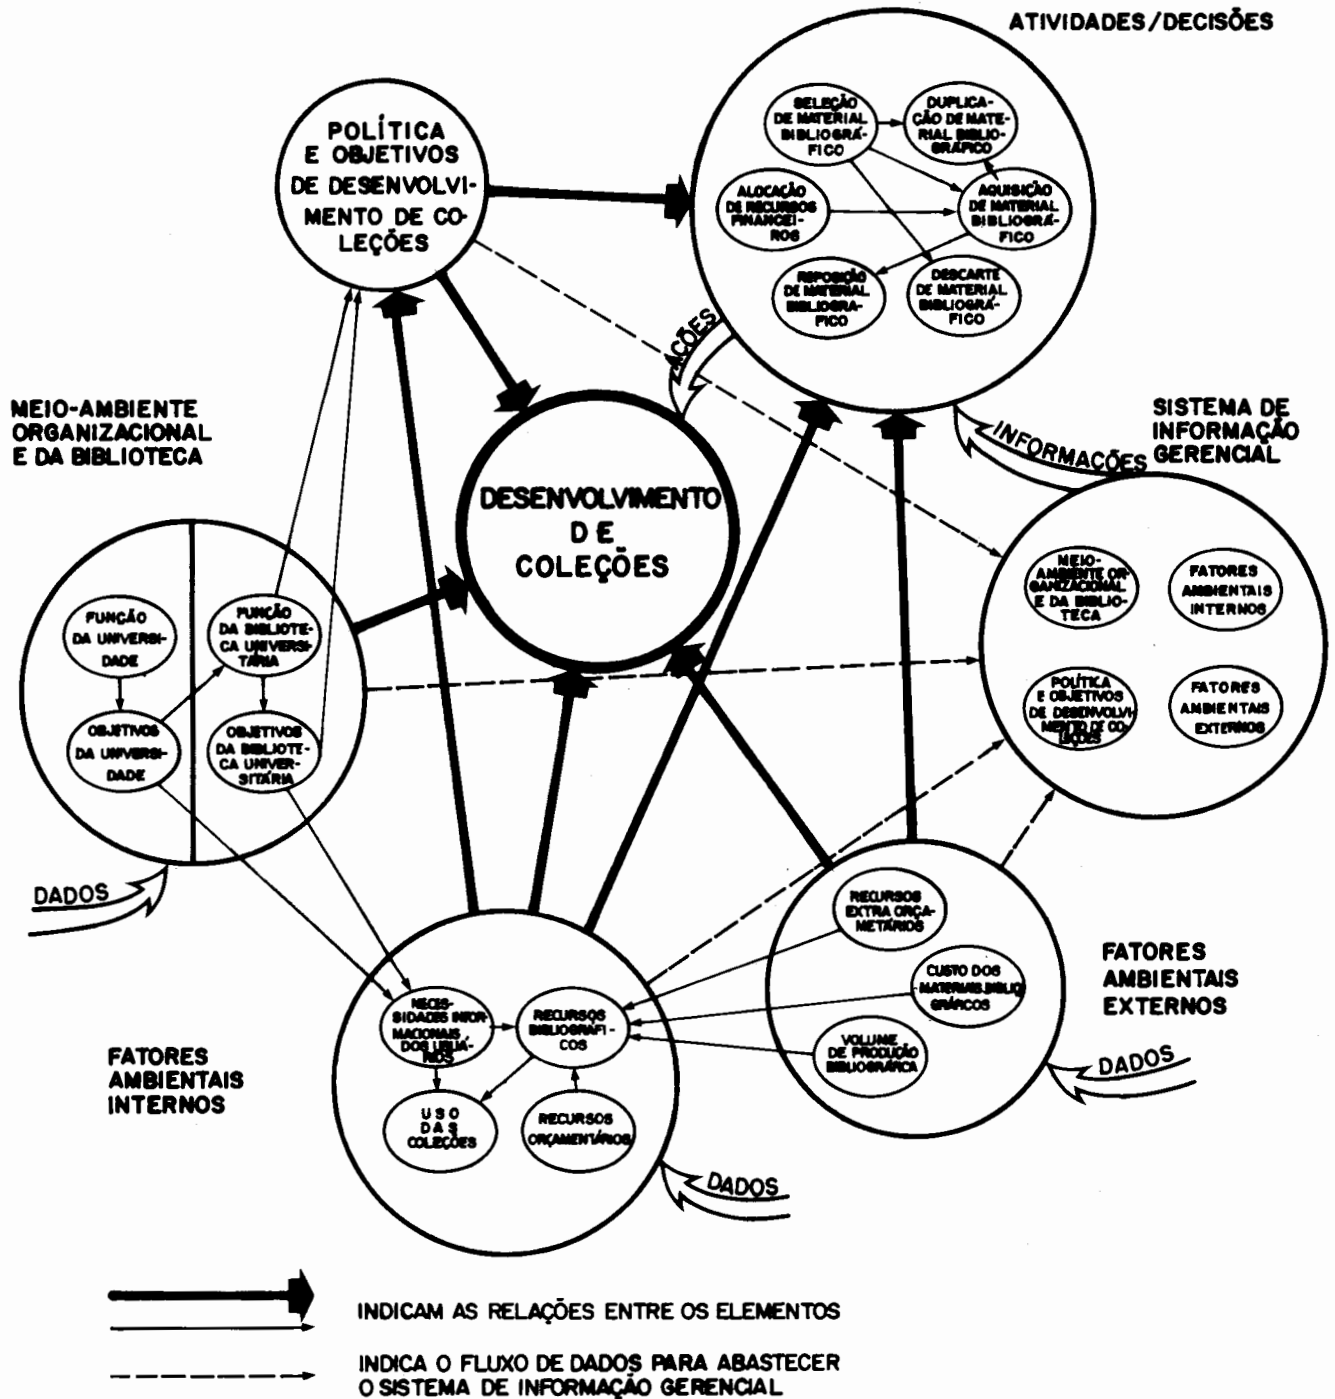 ATIVIDADES/DECISÕES
SELEÇÃO
DE MATERIAL
BIBLIOGRÁ-
FICO
DUPLICA-
ÇÃO DE MATE-
RIAL BIBLIO-
GRÁFICO
ALOCAÇÃO
DE RECURSOS
FINANCEI-
ROS
AQUISIÇÃO
DE MATERIAL
BIBLIOGRÁ-
FICO
REPOSIÇÃO
DE MATERIAL
BIBLIOGRA-
FICO
DESCARTE
DE MATERIAL
BIBLIOGRÁ-
FICO
POLÍTICA
E OBJETIVOS
DE DESENVOLVI-
MENTO DE CO-
LEÇÕES
AÇÕES
INFORMAÇÕES
MEIO-AMBIENTE
ORGANIZACIONAL
E DA BIBLIOTECA
SISTEMA DE
INFORMAÇÃO
GERENCIAL
DESENVOLVIMENTO
DE
COLEÇÕES
MEIO-
AMBIENTE OR-
GANIZACIONAL
E DA BIBLIO-
TECA
FATORES
AMBIENTAIS
INTERNOS
POLÍTICA
E OBJETIVOS
DE DESENVOLVI-
MENTO DE CO-
LEÇÕES
FATORES
AMBIENTAIS
EXTERNOS
FUNÇÃO
DA UNIVERSI-
DADE
FUNÇÃO
DA BIBLIOTE-
CA UNIVERSI-
TÁRIA
OBJETIVOS
DA UNIVERSI-
DADE
OBJETIVOS
DA BIBLIOTE-
CA UNIVER-
SITÁRIA
DADOS
RECURSOS
EXTRA ORÇA-
METÁRIOS
CUSTO DOS
MATERIAIS BIBLIO
GRÁFICOS
VOLUME
DE PRODUÇÃO
BIBLIOGRÁFICA
FATORES
AMBIENTAIS
EXTERNOS
DADOS
FATORES
AMBIENTAIS
INTERNOS
NECES-
SIDADES INFOR-
MACIONAIS
DOS USUÁ-
RIOS
RECURSOS
BIBLIOGRÁFI-
COS
USO
DAS
COLEÇÕES
RECURSOS
ORÇAMENTÁRIOS
DADOS
INDICAM AS RELAÇÕES ENTRE OS ELEMENTOS
INDICA O FLUXO DE DADOS PARA ABASTECER
O SISTEMA DE INFORMAÇÃO GERENCIAL